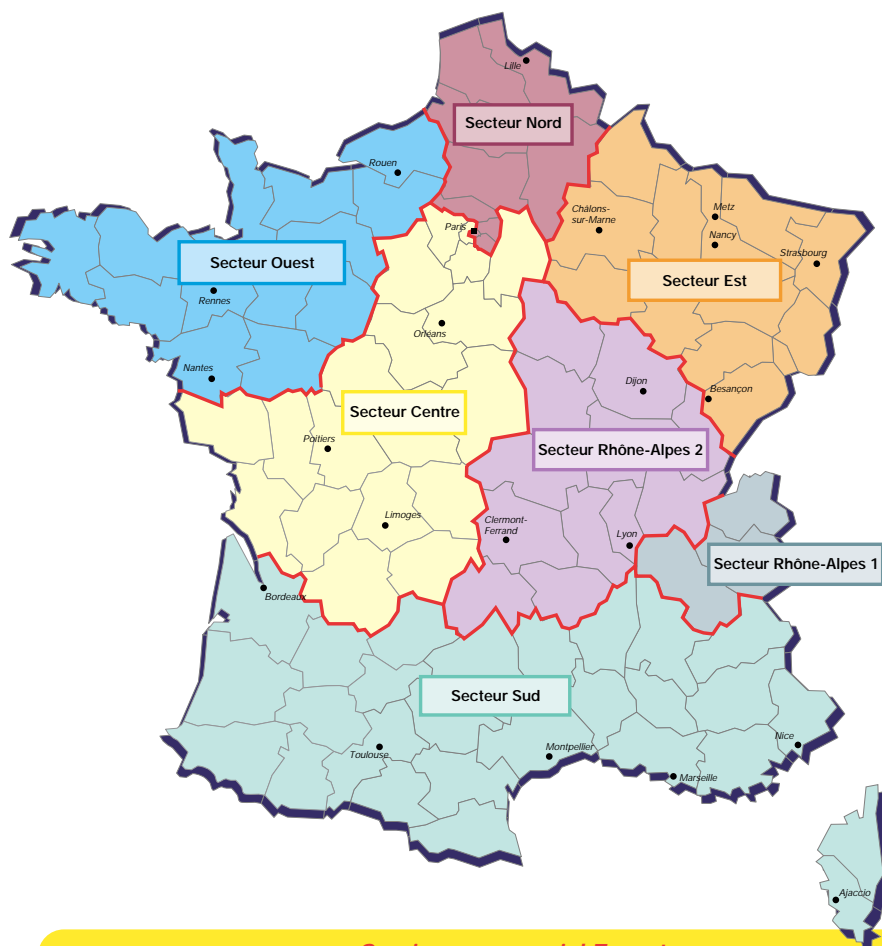 Lille
Secteur Nord
Rouen
Châlons-
sur-Marne
Metz
Paris
Nancy
Strasbourg
Secteur Ouest
Secteur Est
Rennes
Orléans
Nantes
Dijon
Besançon
Secteur Centre
Poitiers
Secteur Rhône-Alpes 2
Limoges
Clermont-
Ferrand
Lyon
Secteur Rhône-Alpes 1
Bordeaux
Secteur Sud
Nice
Toulouse
Montpellier
Marseille
Ajaccio